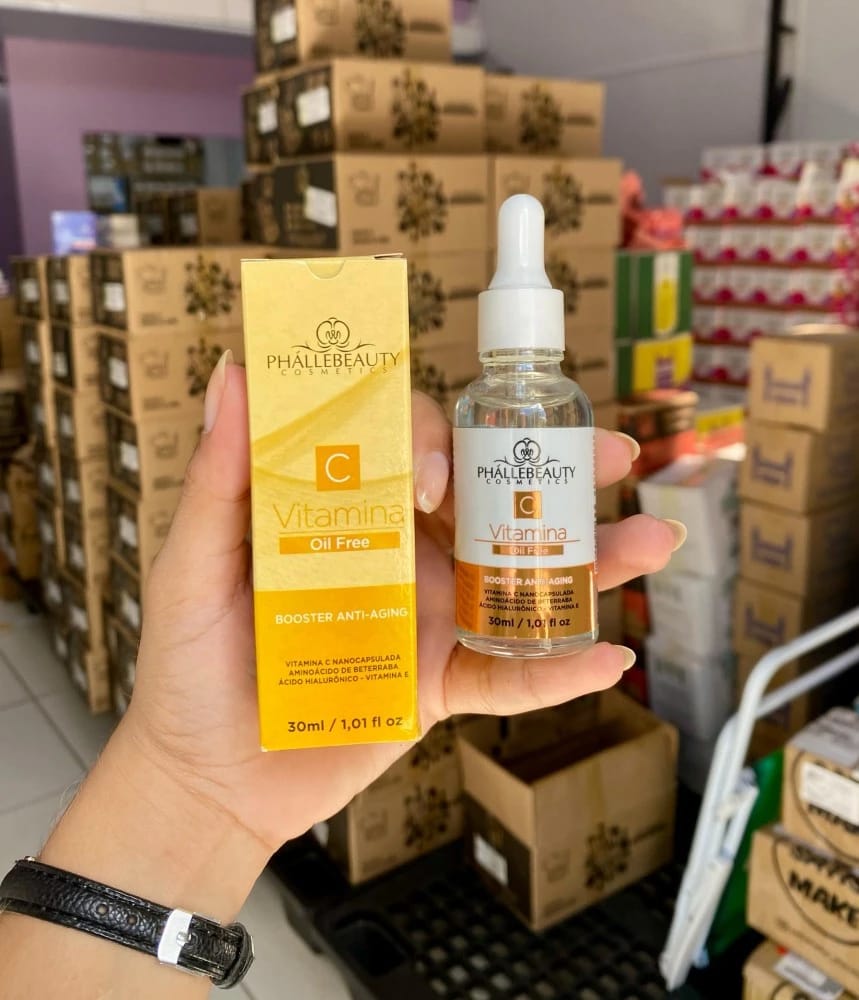 PHÁLLEBEAUTY
COSMETICS
C
Vitamina
Oil Free
BOOSTER ANTI-AGING
VITAMINA C NANOCAPSULADA
AMINOÁCIDO DE BETERRABA
ÁCIDO HIALURÔNICO - VITAMINA E
30ml / 1,01 fl oz
PHÁLLEBEAUTY
COSMETICS
C
Vitamina
Oil Free
BOOSTER ANTI-AGING
VITAMINA C NANOCAPSULADA
AMINOÁCIDO DE BETERRABA
ÁCIDO HIALURÔNICO - VITAMINA E
30ml / 1,01 fl oz
MAKE